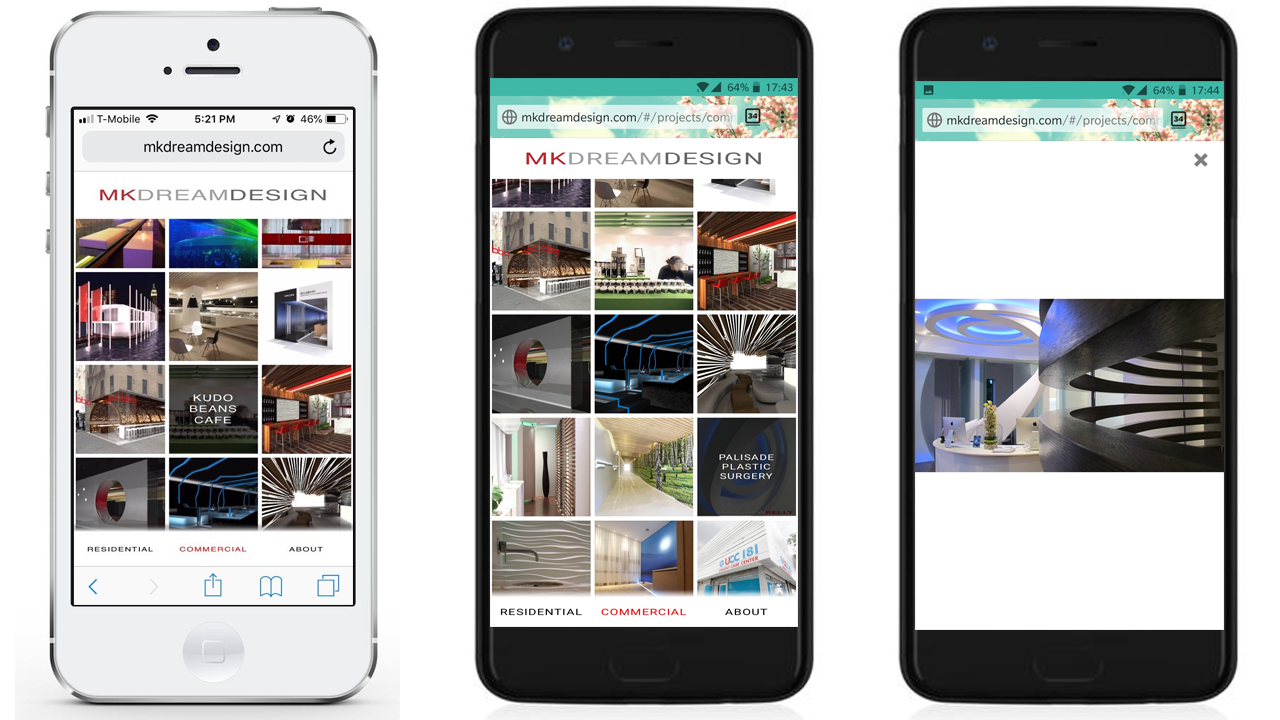 T-Mobile 5:21 PM 46%
mkdreamdesign.com
MKDREAMDESIGN
KUDO
BEANS
CAFE
RESIDENTIAL COMMERCIAL ABOUT
64% 17:43
mkdreamdesign.com/#/projects/com
34
MKDREAMDESIGN
PALISADE
PLASTIC
SURGERY
UCC 181
CARE CENTER
RESIDENTIAL COMMERCIAL ABOUT
64% 17:44
mkdreamdesign.com/#/projects/com
34